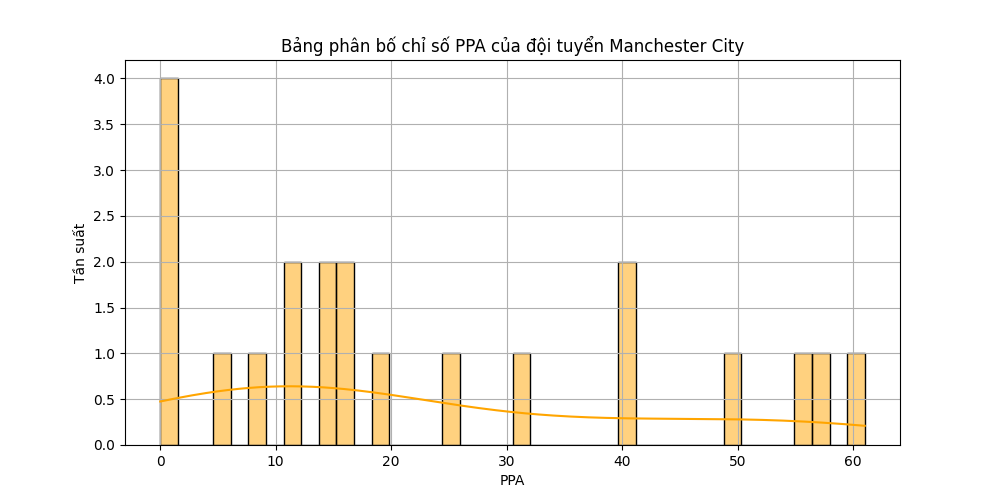 Bảng phân bố chỉ số PPA của đội tuyển Manchester City
4.0
3.5
3.0
2.5
2.0
1.5
1.0
0.5
0.0
Tần suất
0 10 20 30 40 50 60
PPA